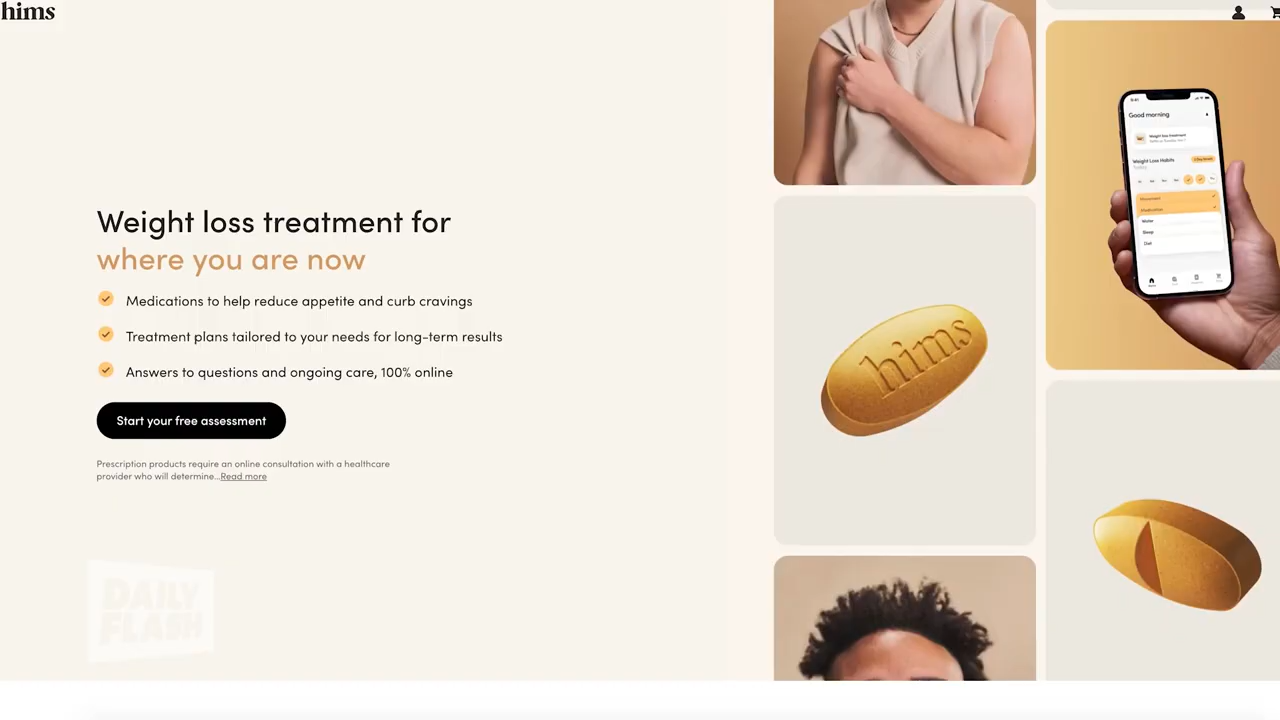 hims
Weight loss treatment for
where you are now
Medications to help reduce appetite and curb cravings
Treatment plans tailored to your needs for long-term results
Answers to questions and ongoing care, 100% online
Start your free assessment
Prescription products require an online consultation with a healthcare
provider who will determine...Read more
DAILY
FLASH
hims
Good morning
Weight loss treatment
Weight Loss Habits
Today
Movement
Medication
Water
Sleep
Diet